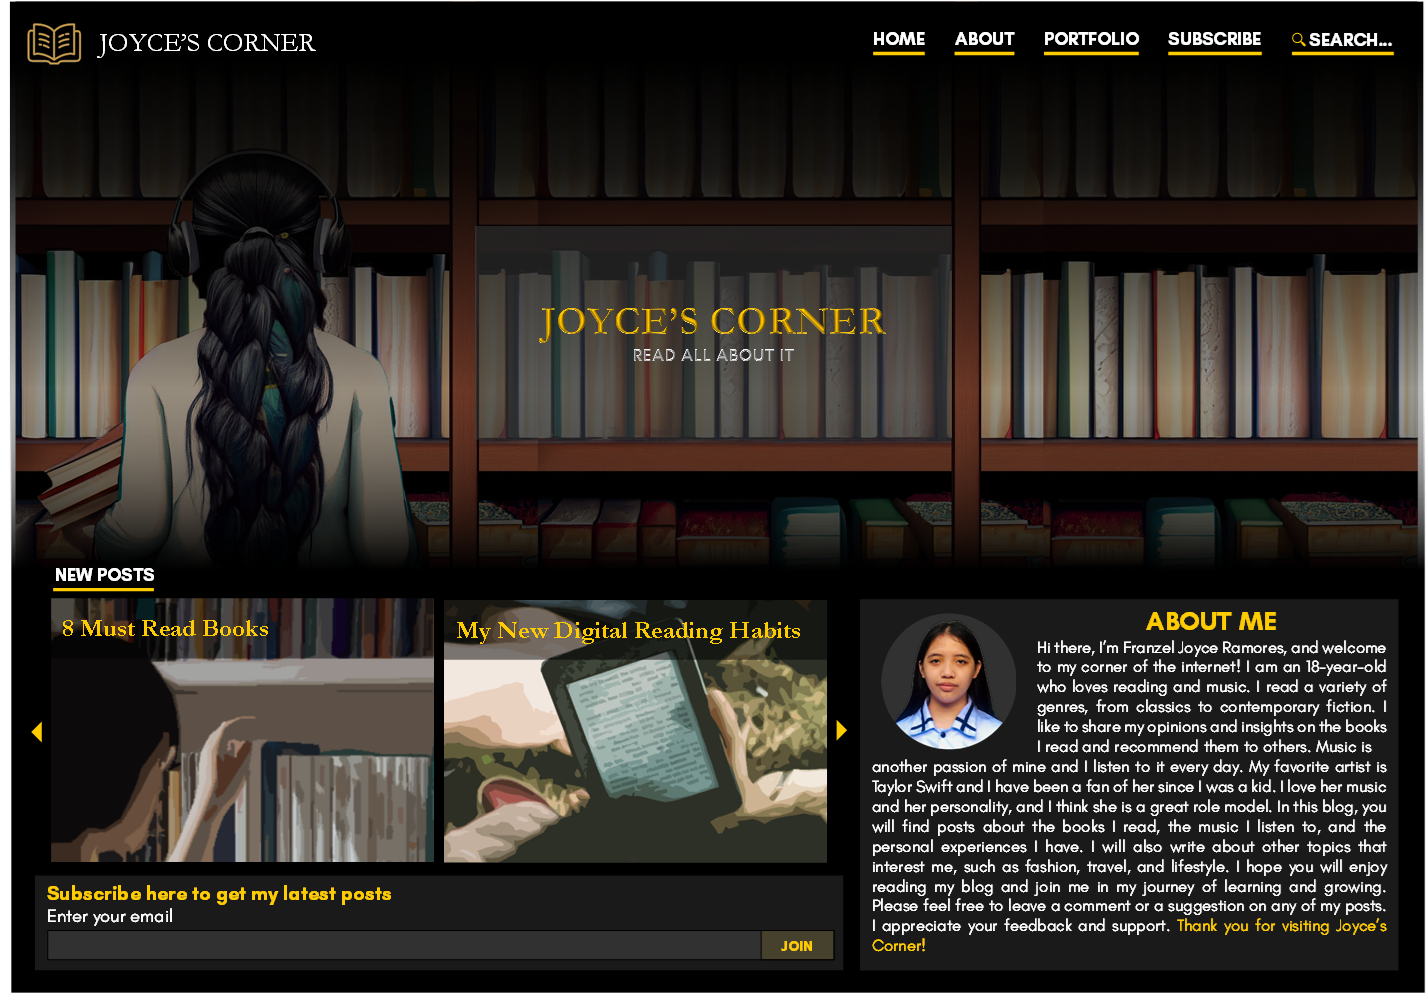 JOYCE'S CORNER
HOME ABOUT PORTFOLIO SUBSCRIBE SEARCH...
JOYCE'S CORNER
READ ALL ABOUT IT
NEW POSTS
8 Must Read Books
My New Digital Reading Habits
Subscribe here to get my latest posts
Enter your email
JOIN
ABOUT ME
Hi there, I'm Franzel Joyce Ramores, and welcome
to my corner of the internet! I am an 18-year-old
who loves reading and music. I read a variety of
genres, from classics to contemporary fiction. I
like to share my opinions and insights on the books
I read and recommend them to others. Music is
another passion of mine and I listen to it every day. My favorite artist is
Taylor Swift and I have been a fan of her since I was a kid. I love her music
and her personality, and I think she is a great role model. In this blog, you
will find posts about the books I read, the music I listen to, and the
personal experiences I have. I will also write about other topics that
interest me, such as fashion, travel, and lifestyle. I hope you will enjoy
reading my blog and join me in my journey of learning and growing.
Please feel free to leave a comment or a suggestion on any of my posts.
I appreciate your feedback and support. Thank you for visiting Joyce's
Corner!